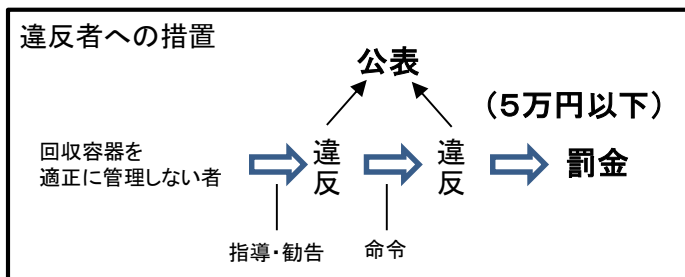 違反者への措置
公表
(5万円以下)
回収容器を
適正に管理しない者
違反
違反
罰金
指導・勧告
命令